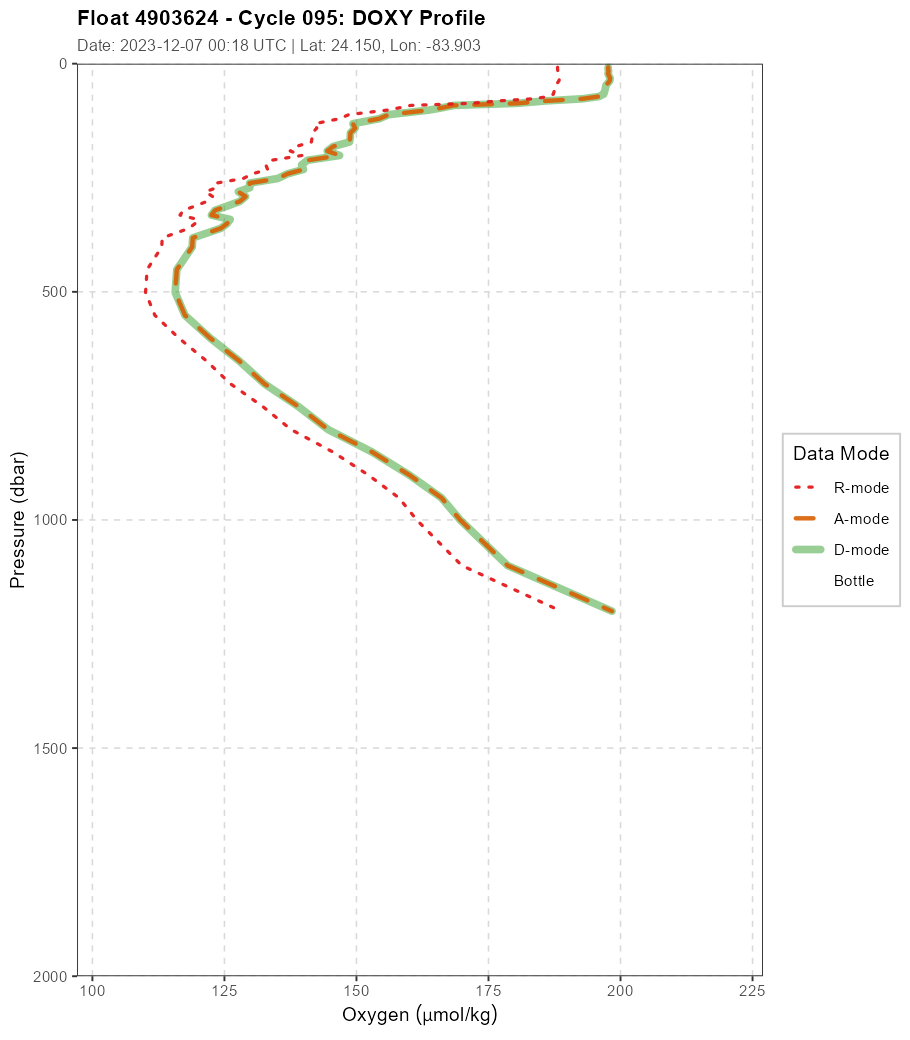 Float 4903624 - Cycle 095: DOXY Profile
Date: 2023-12-07 00:18 UTC | Lat: 24.150, Lon: -83.903
0
500
1000
1500
2000
Pressure (dbar)
100 125 150 175 200 225
Oxygen (μmol/kg)
Data Mode
R-mode
A-mode
D-mode
Bottle